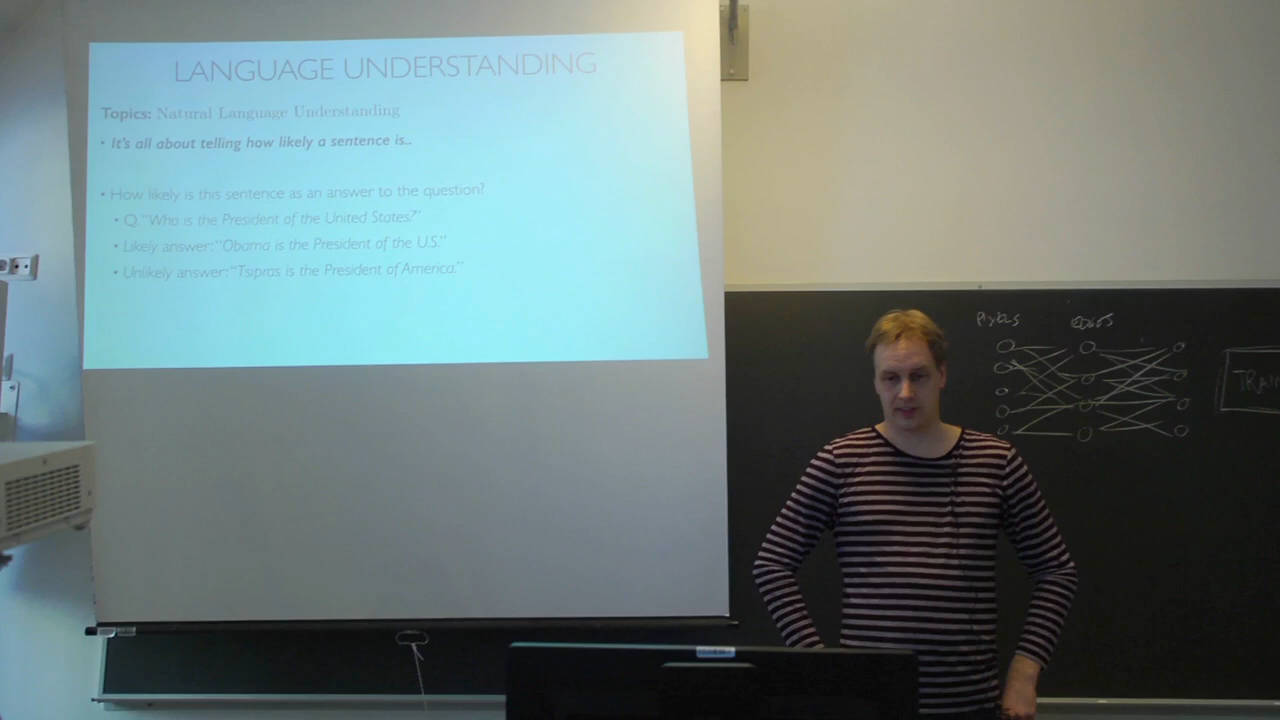 LANGUAGE UNDERSTANDING
Topics: Natural Language Understanding
• It's all about telling how likely a sentence is..
• How likely is this sentence as an answer to the question?
• Q. "Who is the President of the United States?"
• Likely answer: "Obama is the President of the U.S."
• Unlikely answer: "Tsipras is the President of America."